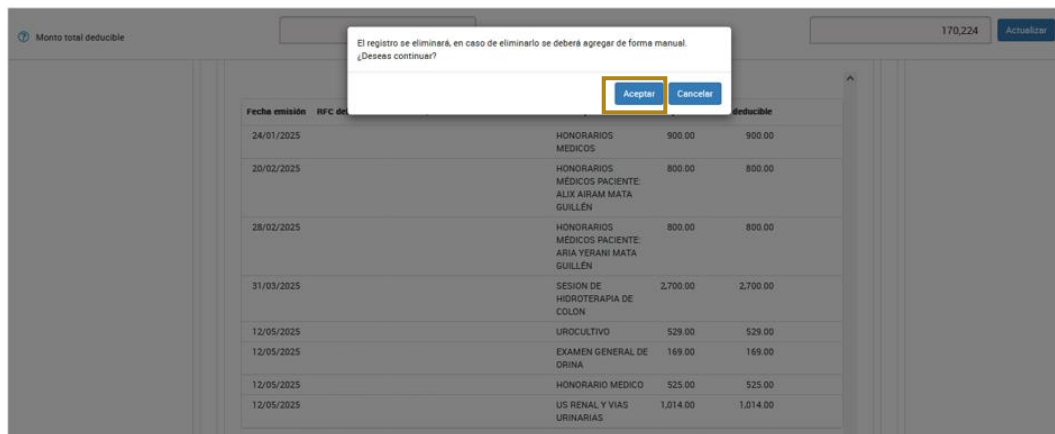 Monto total deducible
170,224
Actualizar
El registro se eliminará, en caso de eliminarlo se deberá agregar de forma manual.
¿Deseas continuar?
Aceptar Cancelar
Fecha emisión RFC deducible
24/01/2025 HONORARIOS 900.00 900.00
MEDICOS
20/02/2025 HONORARIOS 800.00 800.00
MÉDICOS PACIENTE:
ALIX AIRAM MATA
GUILLÉN
28/02/2025 HONORARIOS 800.00 800.00
MÉDICOS PACIENTE:
ARIA YERANI MATA
GUILLÉN
31/03/2025 SESION DE 2,700.00 2,700.00
HIDROTERAPIA DE
COLON
12/05/2025 UROCULTIVO 529.00 529.00
12/05/2025 EXAMEN GENERAL DE 169.00 169.00
ORINA
12/05/2025 HONORARIO MEDICO 525.00 525.00
12/05/2025 US RENAL Y VIAS 1,014.00 1,014.00
URINARIAS